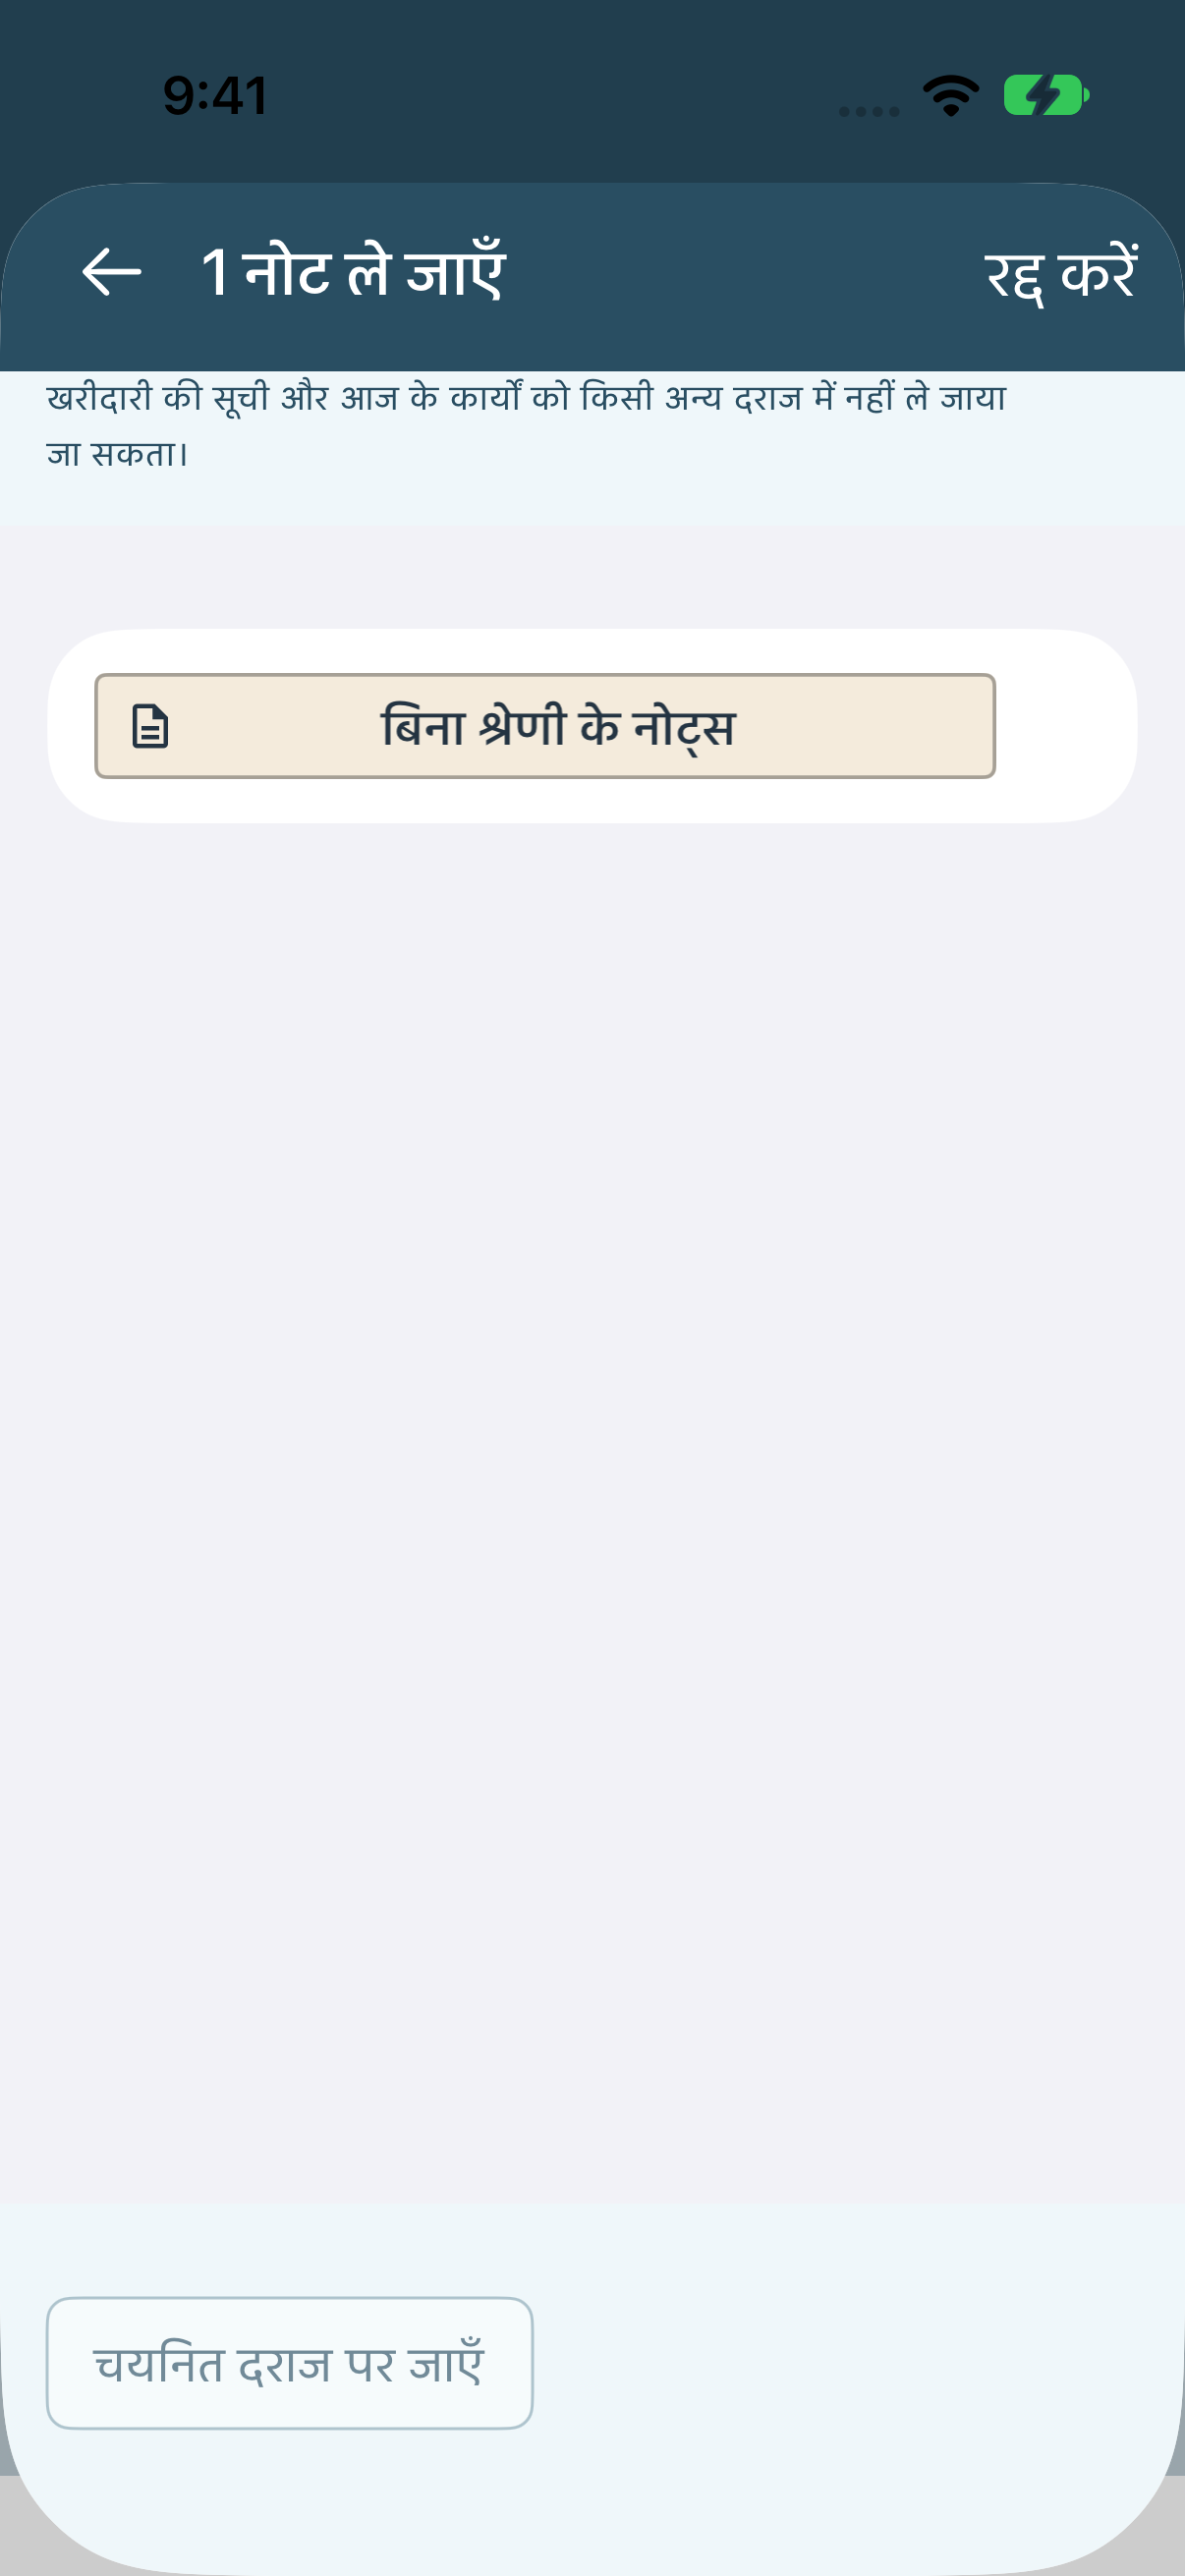 9:41
1 नोट ले जाएँ
रद्द करें
खरीदारी की सूची और आज के कार्यों को किसी अन्य दराज में नहीं ले जाया
जा सकता।
बिना श्रेणी के नोट्स
चयनित दराज पर जाएँ